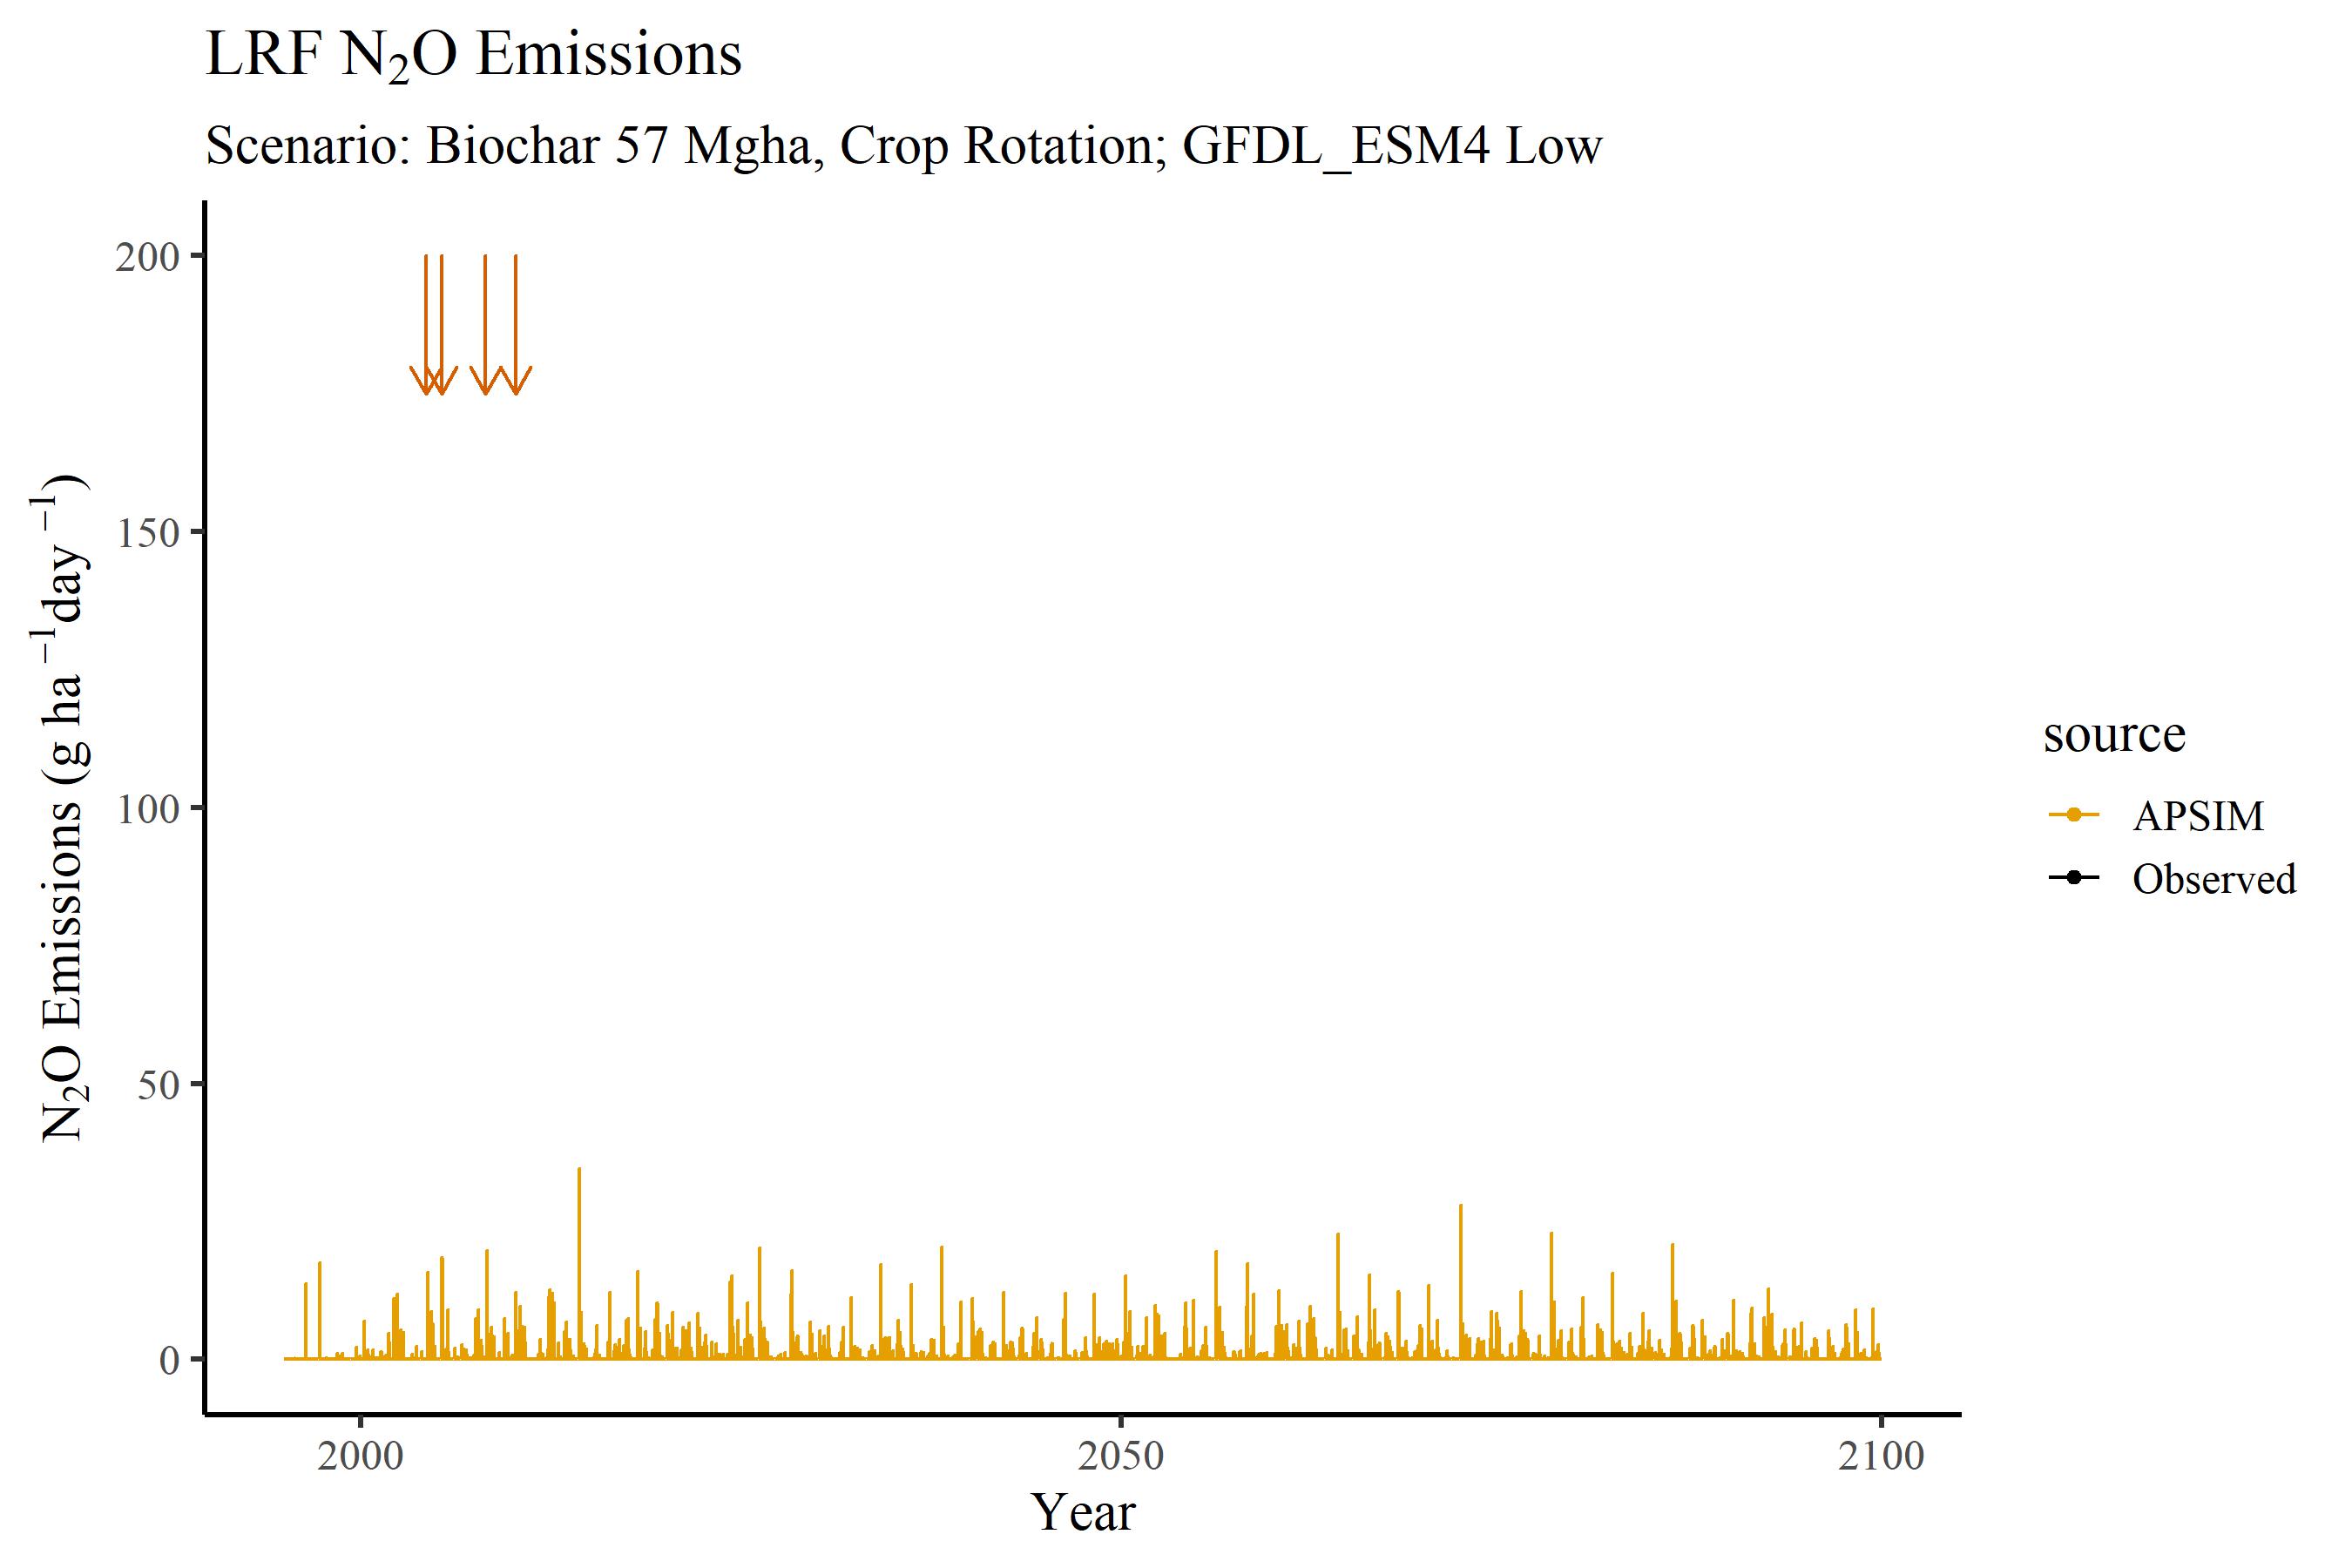 LRF N₂O Emissions
Scenario: Biochar 57 Mgha, Crop Rotation; GFDL_ESM4 Low
N₂O Emissions (g ha ⁻¹day ⁻¹)
200
150
100
50
0
2000
2050
2100
Year
source
APSIM
Observed